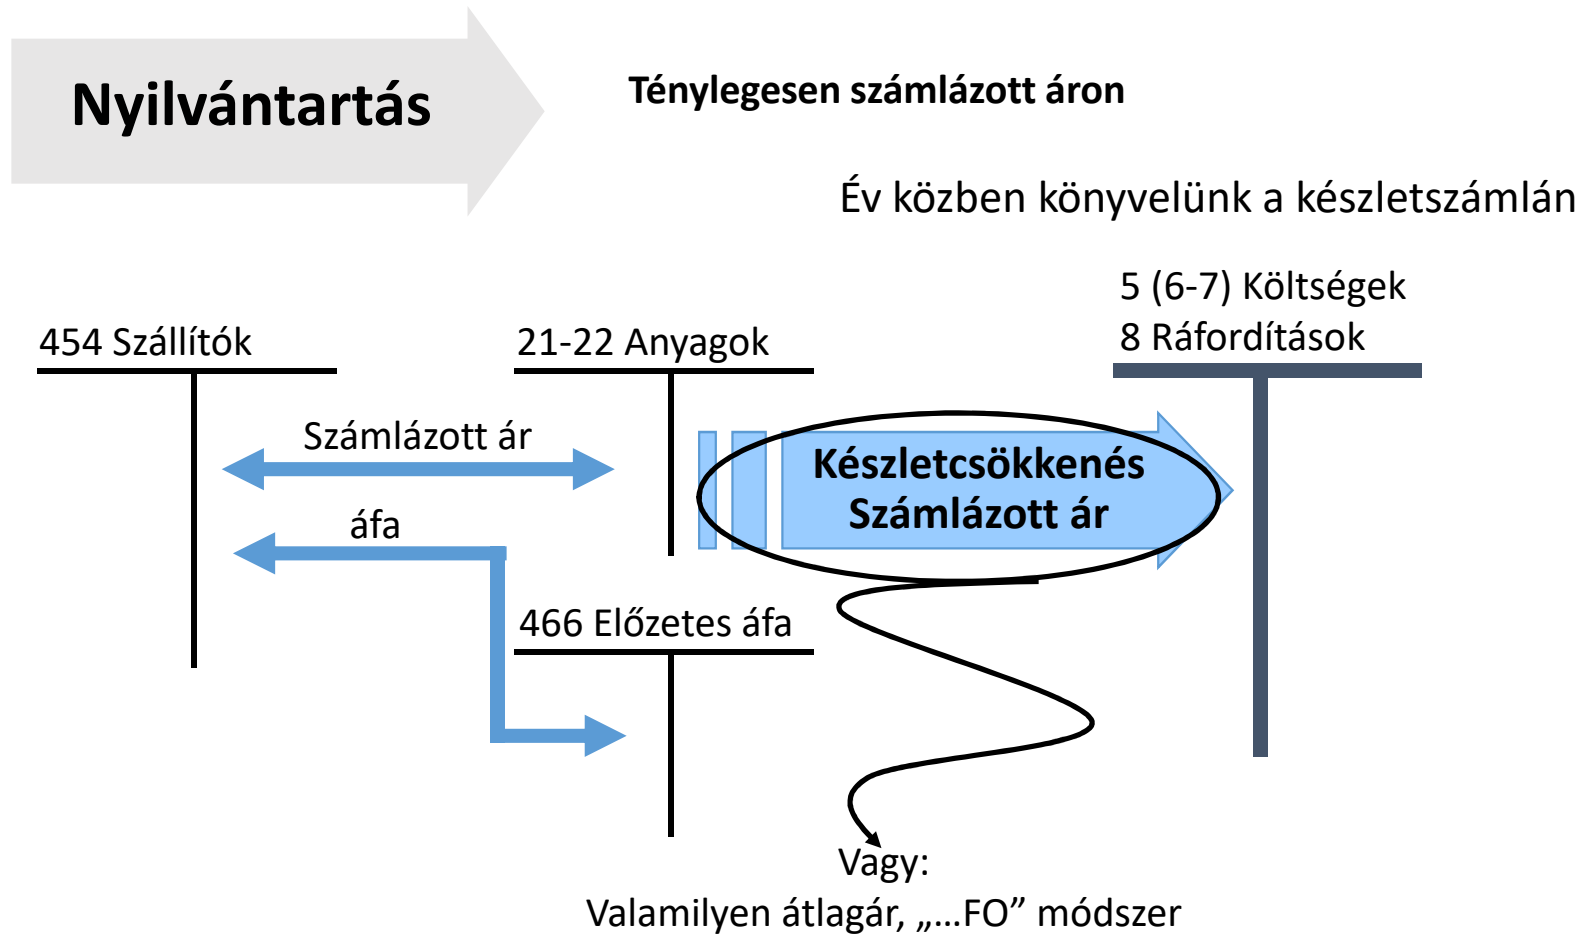 Nyilvántartás
Ténylegesen számlázott áron
Év közben könyvelünk a készletszámlán
5 (6-7) Költségek
8 Ráfordítások
454 Szállítók
21-22 Anyagok
Számlázott ár
Készletcsökkenés
Számlázott ár
áfa
466 Előzetes áfa
Vagy:
Valamilyen átlagár, „…FO” módszer